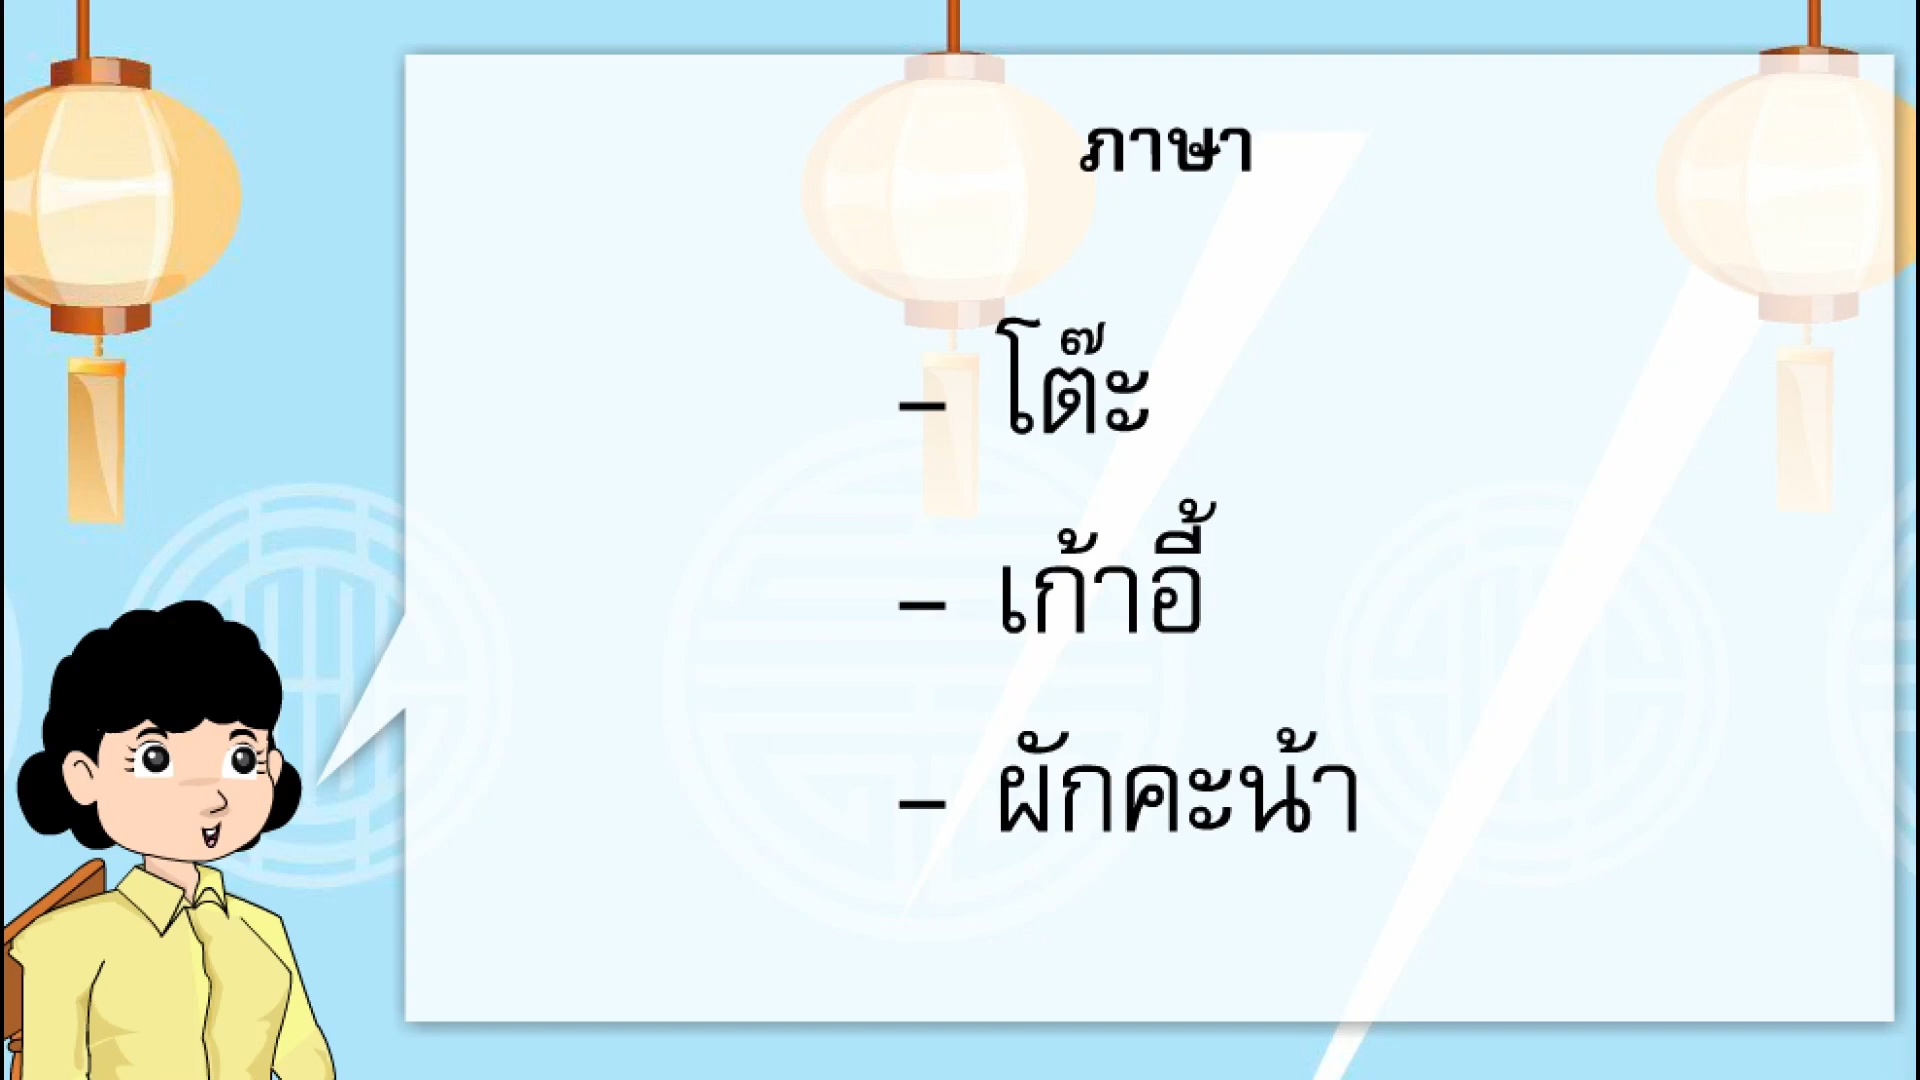 ภาษา
– โต๊ะ
– เก้าอี้
– ผักคะน้า